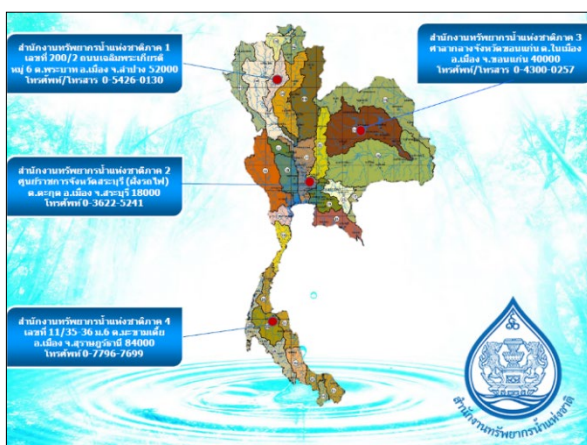 สำนักงานทรัพยากรน้ำแห่งชาติภาค 1
เลขที่ 200/2 ถนนเฉลิมพระเกียรติ
หมู่ 6 ต.พระบาท อ.เมือง จ.ลำปาง 52000
โทรศัพท์/โทรสาร 0-5426-0130
สำนักงานทรัพยากรน้ำแห่งชาติภาค 3
ศาลากลางจังหวัดขอนแก่น ต.ในเมือง
อ.เมือง จ.ขอนแก่น 40000
โทรศัพท์/โทรสาร 0-4300-0257
สำนักงานทรัพยากรน้ำแห่งชาติภาค 2
ศูนย์ราชการจังหวัดสระบุรี (ฝั่งรถไฟ)
ต.ตะกุด อ.เมือง จ.สระบุรี 18000
โทรศัพท์ 0-3622-5241
สำนักงานทรัพยากรน้ำแห่งชาติภาค 4
เลขที่ 11/35-36 ม.6 ต.มะขามเตี้ย
อ.เมือง จ.สุราษฎร์ธานี 84000
โทรศัพท์ 0-7796-7699
สำนักงานทรัพยากรน้ำแห่งชาติ